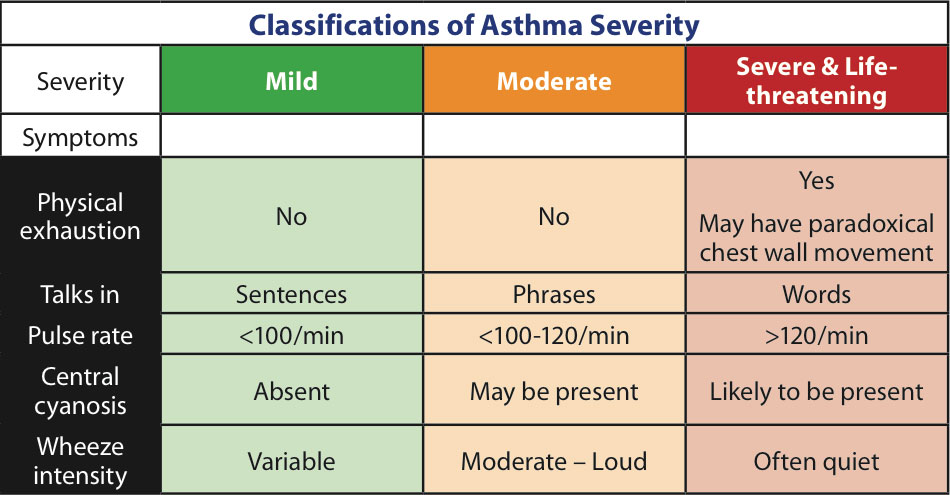 Classifications of Asthma Severity
Severity
Mild
Moderate
Severe & Life-
threatening
Symptoms
Physical
exhaustion
No
No
Yes
May have paradoxical
chest wall movement
Talks in
Sentences
Phrases
Words
Pulse rate
<100/min
<100-120/min
>120/min
Central
cyanosis
Absent
May be present
Likely to be present
Wheeze
intensity
Variable
Moderate – Loud
Often quiet